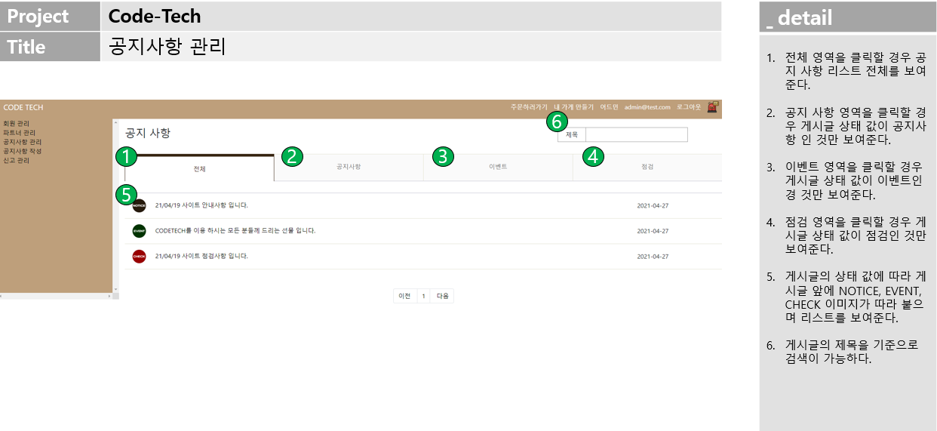 Project
Code-Tech
Title
공지사항 관리
CODE TECH
주문하러가기 내 가게 만들기 어드민 admin@test.com 로그아웃
회원 관리
파트너 관리
공지사항 관리
공지사항 작성
신고 관리
공지 사항
6
제목
1
전체
2
공지사항
3
이벤트
4
점검
5
NOTICE
21/04/19 사이트 안내사항 입니다.
2021-04-27
EVENT
CODETECH를 이용 하시는 모든 분들께 드리는 선물 입니다.
2021-04-27
CHECK
21/04/19 사이트 점검사항 입니다.
2021-04-27
이전 1 다음
_ detail
1. 전체 영역을 클릭할 경우 공
지 사항 리스트 전체를 보여
준다.
2. 공지 사항 영역을 클릭할 경
우 게시글 상태 값이 공지사
항 인 것만 보여준다.
3. 이벤트 영역을 클릭할 경우
게시글 상태 값이 이벤트인
경 것만 보여준다.
4. 점검 영역을 클릭할 경우 게
시글 상태 값이 점검인 것만
보여준다.
5. 게시글의 상태 값에 따라 게
시글 앞에 NOTICE, EVENT,
CHECK 이미지가 따라 붙으
며 리스트를 보여준다.
6. 게시글의 제목을 기준으로
검색이 가능하다.